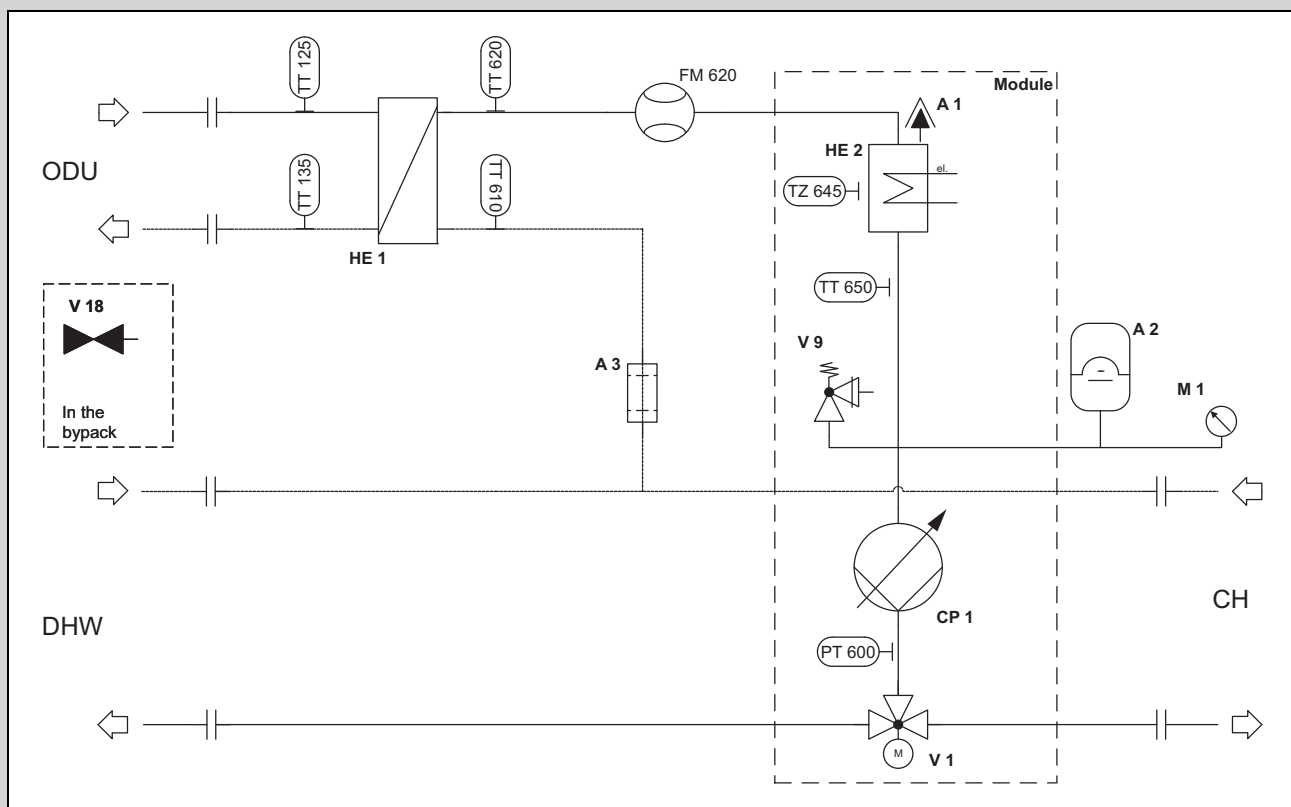 TT 125
TT 620
FM 620
Module
A 1
HE 2
ODU
TT 135
TT 610
el.
TZ 645
HE 1
TT 650
V 18
A 2
V 9
A 3
M 1
In the
bypack
CP 1
CH
DHW
PT 600
M
V 1